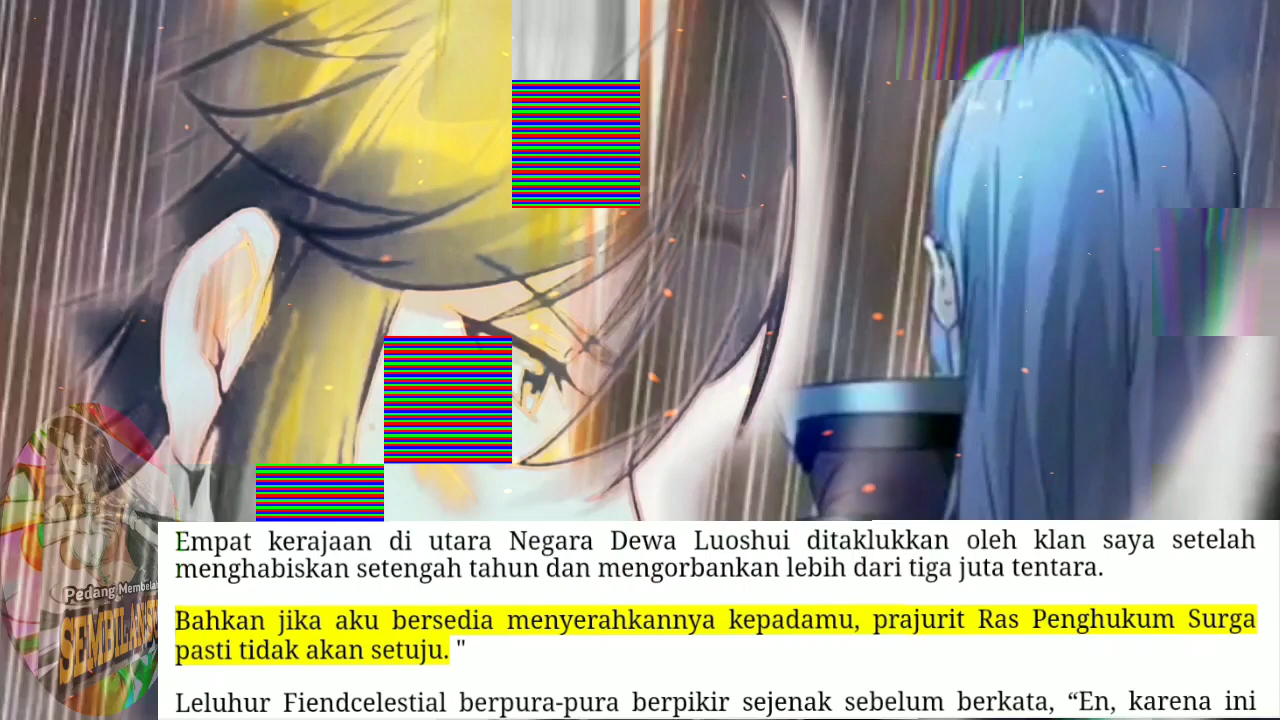 Empat kerajaan di utara Negara Dewa Luoshui ditaklukkan oleh klan saya setelah
menghabiskan setengah tahun dan mengorbankan lebih dari tiga juta tentara.
Bahkan jika aku bersedia menyerahkannya kepadamu, prajurit Ras Penghukum Surga
pasti tidak akan setuju. "
Leluhur Fiendcelestial berpura-pura berpikir sejenak sebelum berkata, “En, karena ini
Pedang